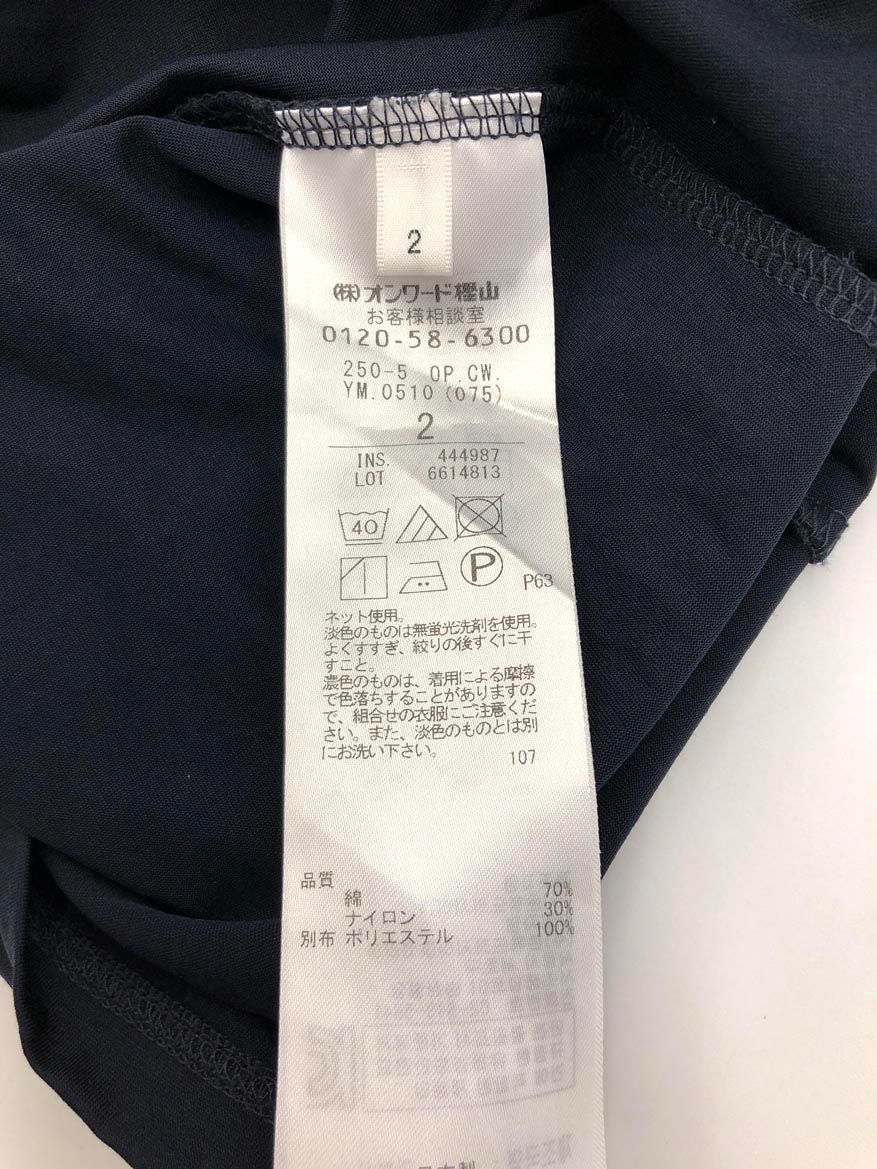 2
(株)オンワード樫山
お客様相談室
0120-58-6300
250-5 OP.CW.
YM.0510(075)
2
INS. 444987
LOT 6614813
40
P P63
ネット使用。
淡色のものは無蛍光洗剤を使用。
よくすすぎ、絞りの後すぐに干
すこと。
濃色のものは、着用による摩擦
で色落ちすることがありますの
で、組合せの衣服にご注意くだ
さい。また、淡色のものとは別
にお洗い下さい。
107
品質
綿 70%
ナイロン 30%
別布 ポリエステル 100%